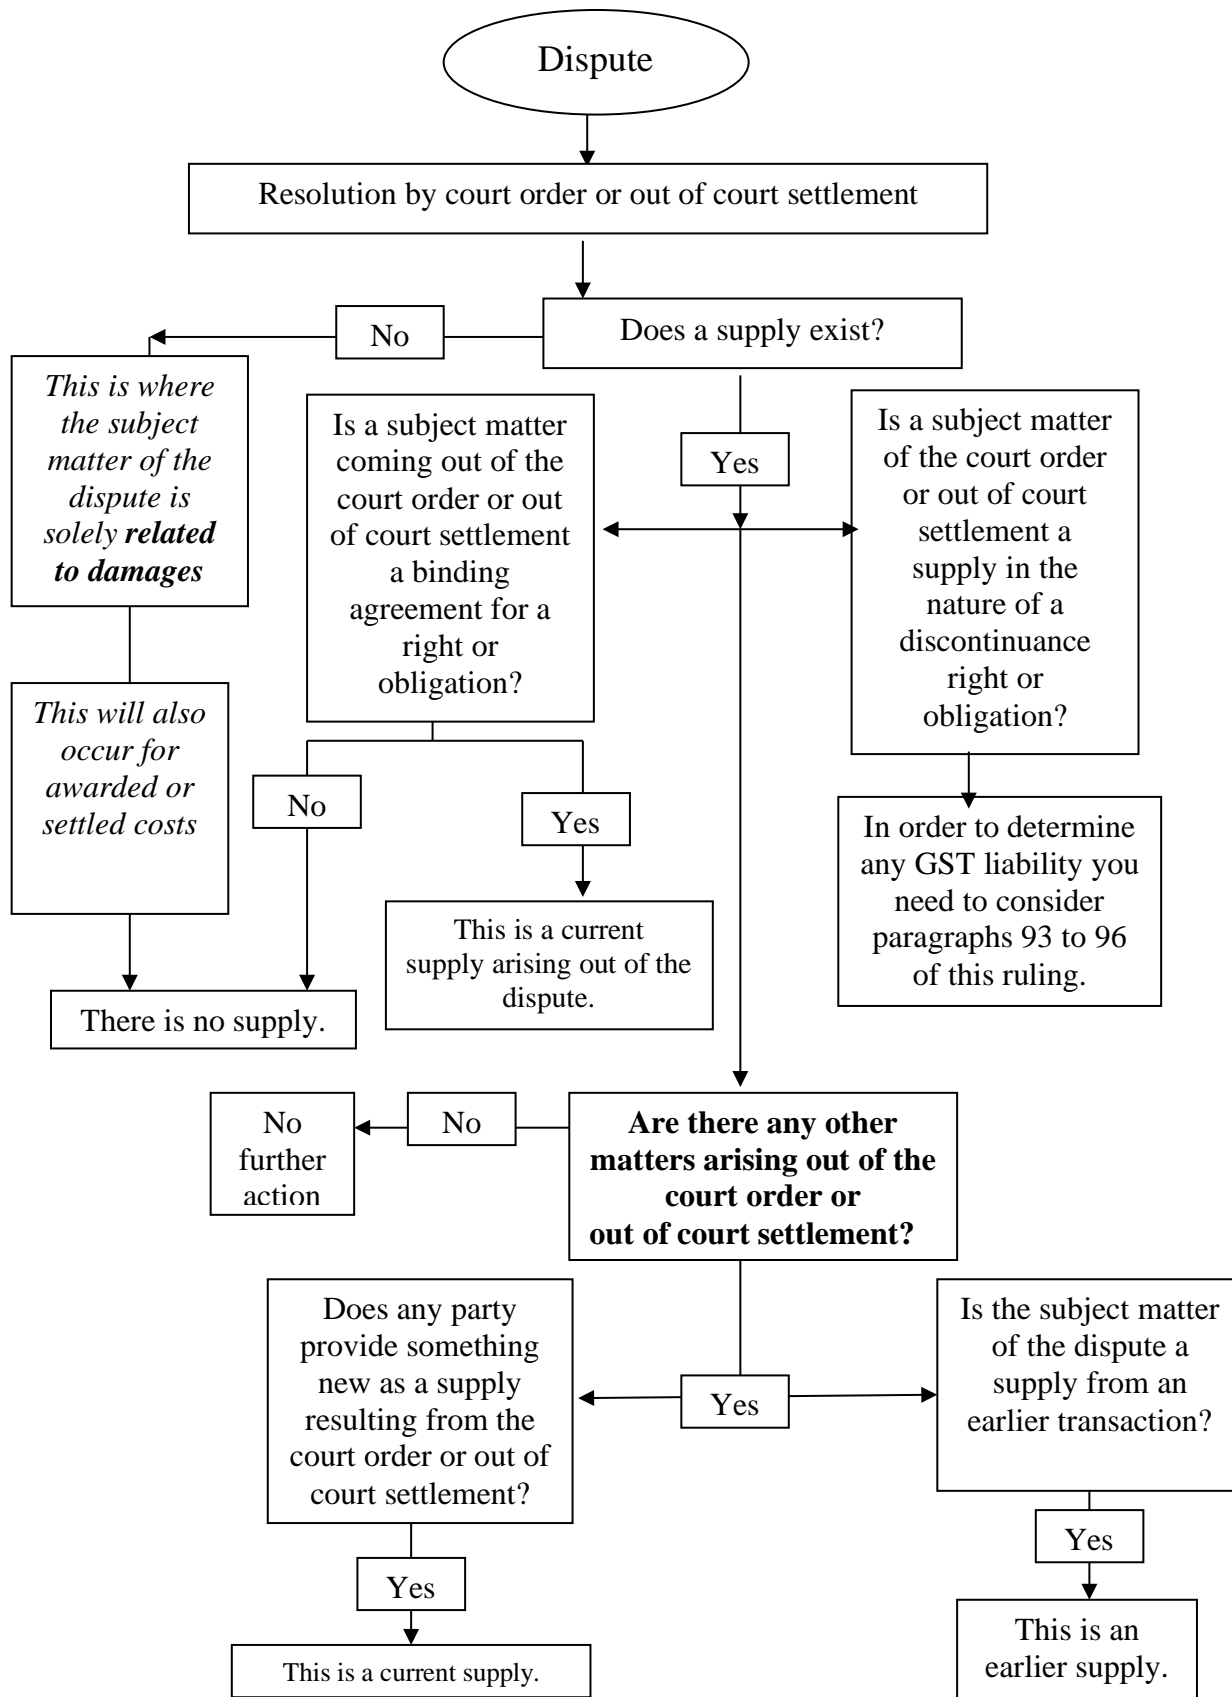 Dispute
Resolution by court order or out of court settlement
No
Does a supply exist?
This is where
the subject
matter of the
dispute is
solely related
to damages
Is a subject matter
coming out of the
court order or out
of court settlement
a binding
agreement for a
right or
obligation?
Yes
Is a subject matter
of the court order
or out of court
settlement a
supply in the
nature of a
discontinuance
right or
obligation?
This will also
occur for
awarded or
settled costs
No
Yes
In order to determine
any GST liability you
need to consider
paragraphs 93 to 96
of this ruling.
This is a current
supply arising out of the
dispute.
There is no supply.
No
further
action
No
Are there any other
matters arising out of the
court order or
out of court settlement?
Does any party
provide something
new as a supply
resulting from the
court order or out of
court settlement?
Yes
Is the subject matter
of the dispute a
supply from an
earlier transaction?
Yes
Yes
This is a current supply.
This is an
earlier supply.